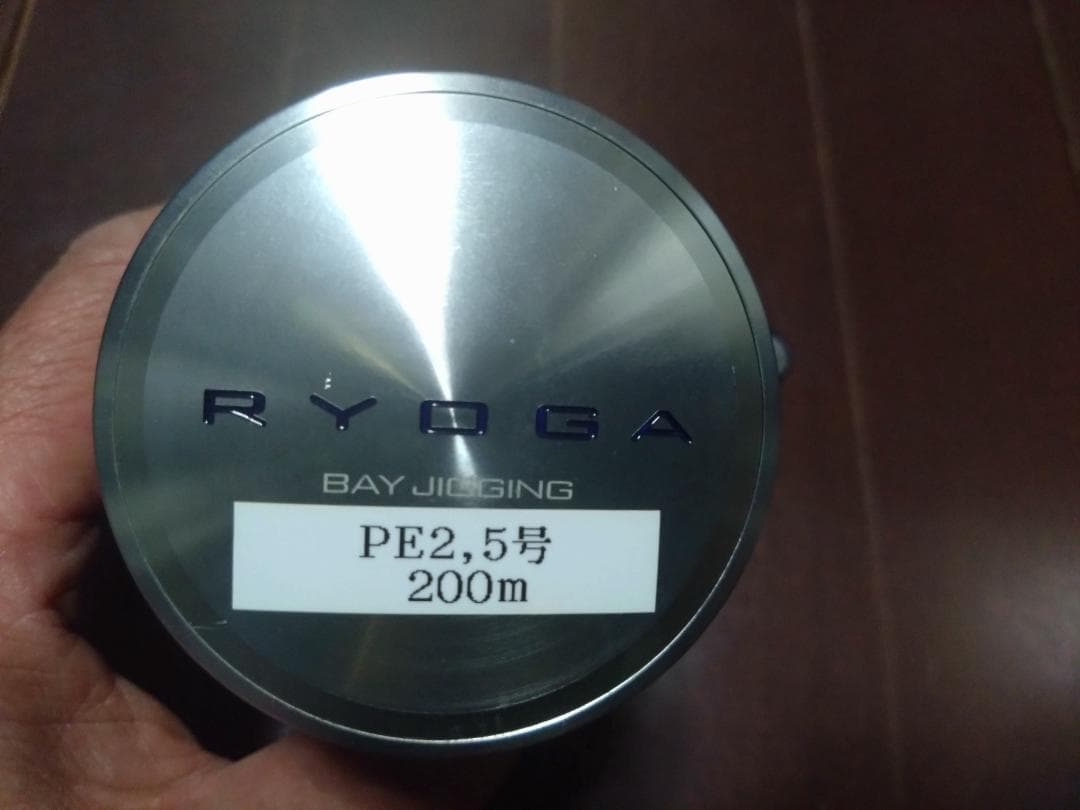 RYOGA
BAY JIGGING
PE2,5号
200m